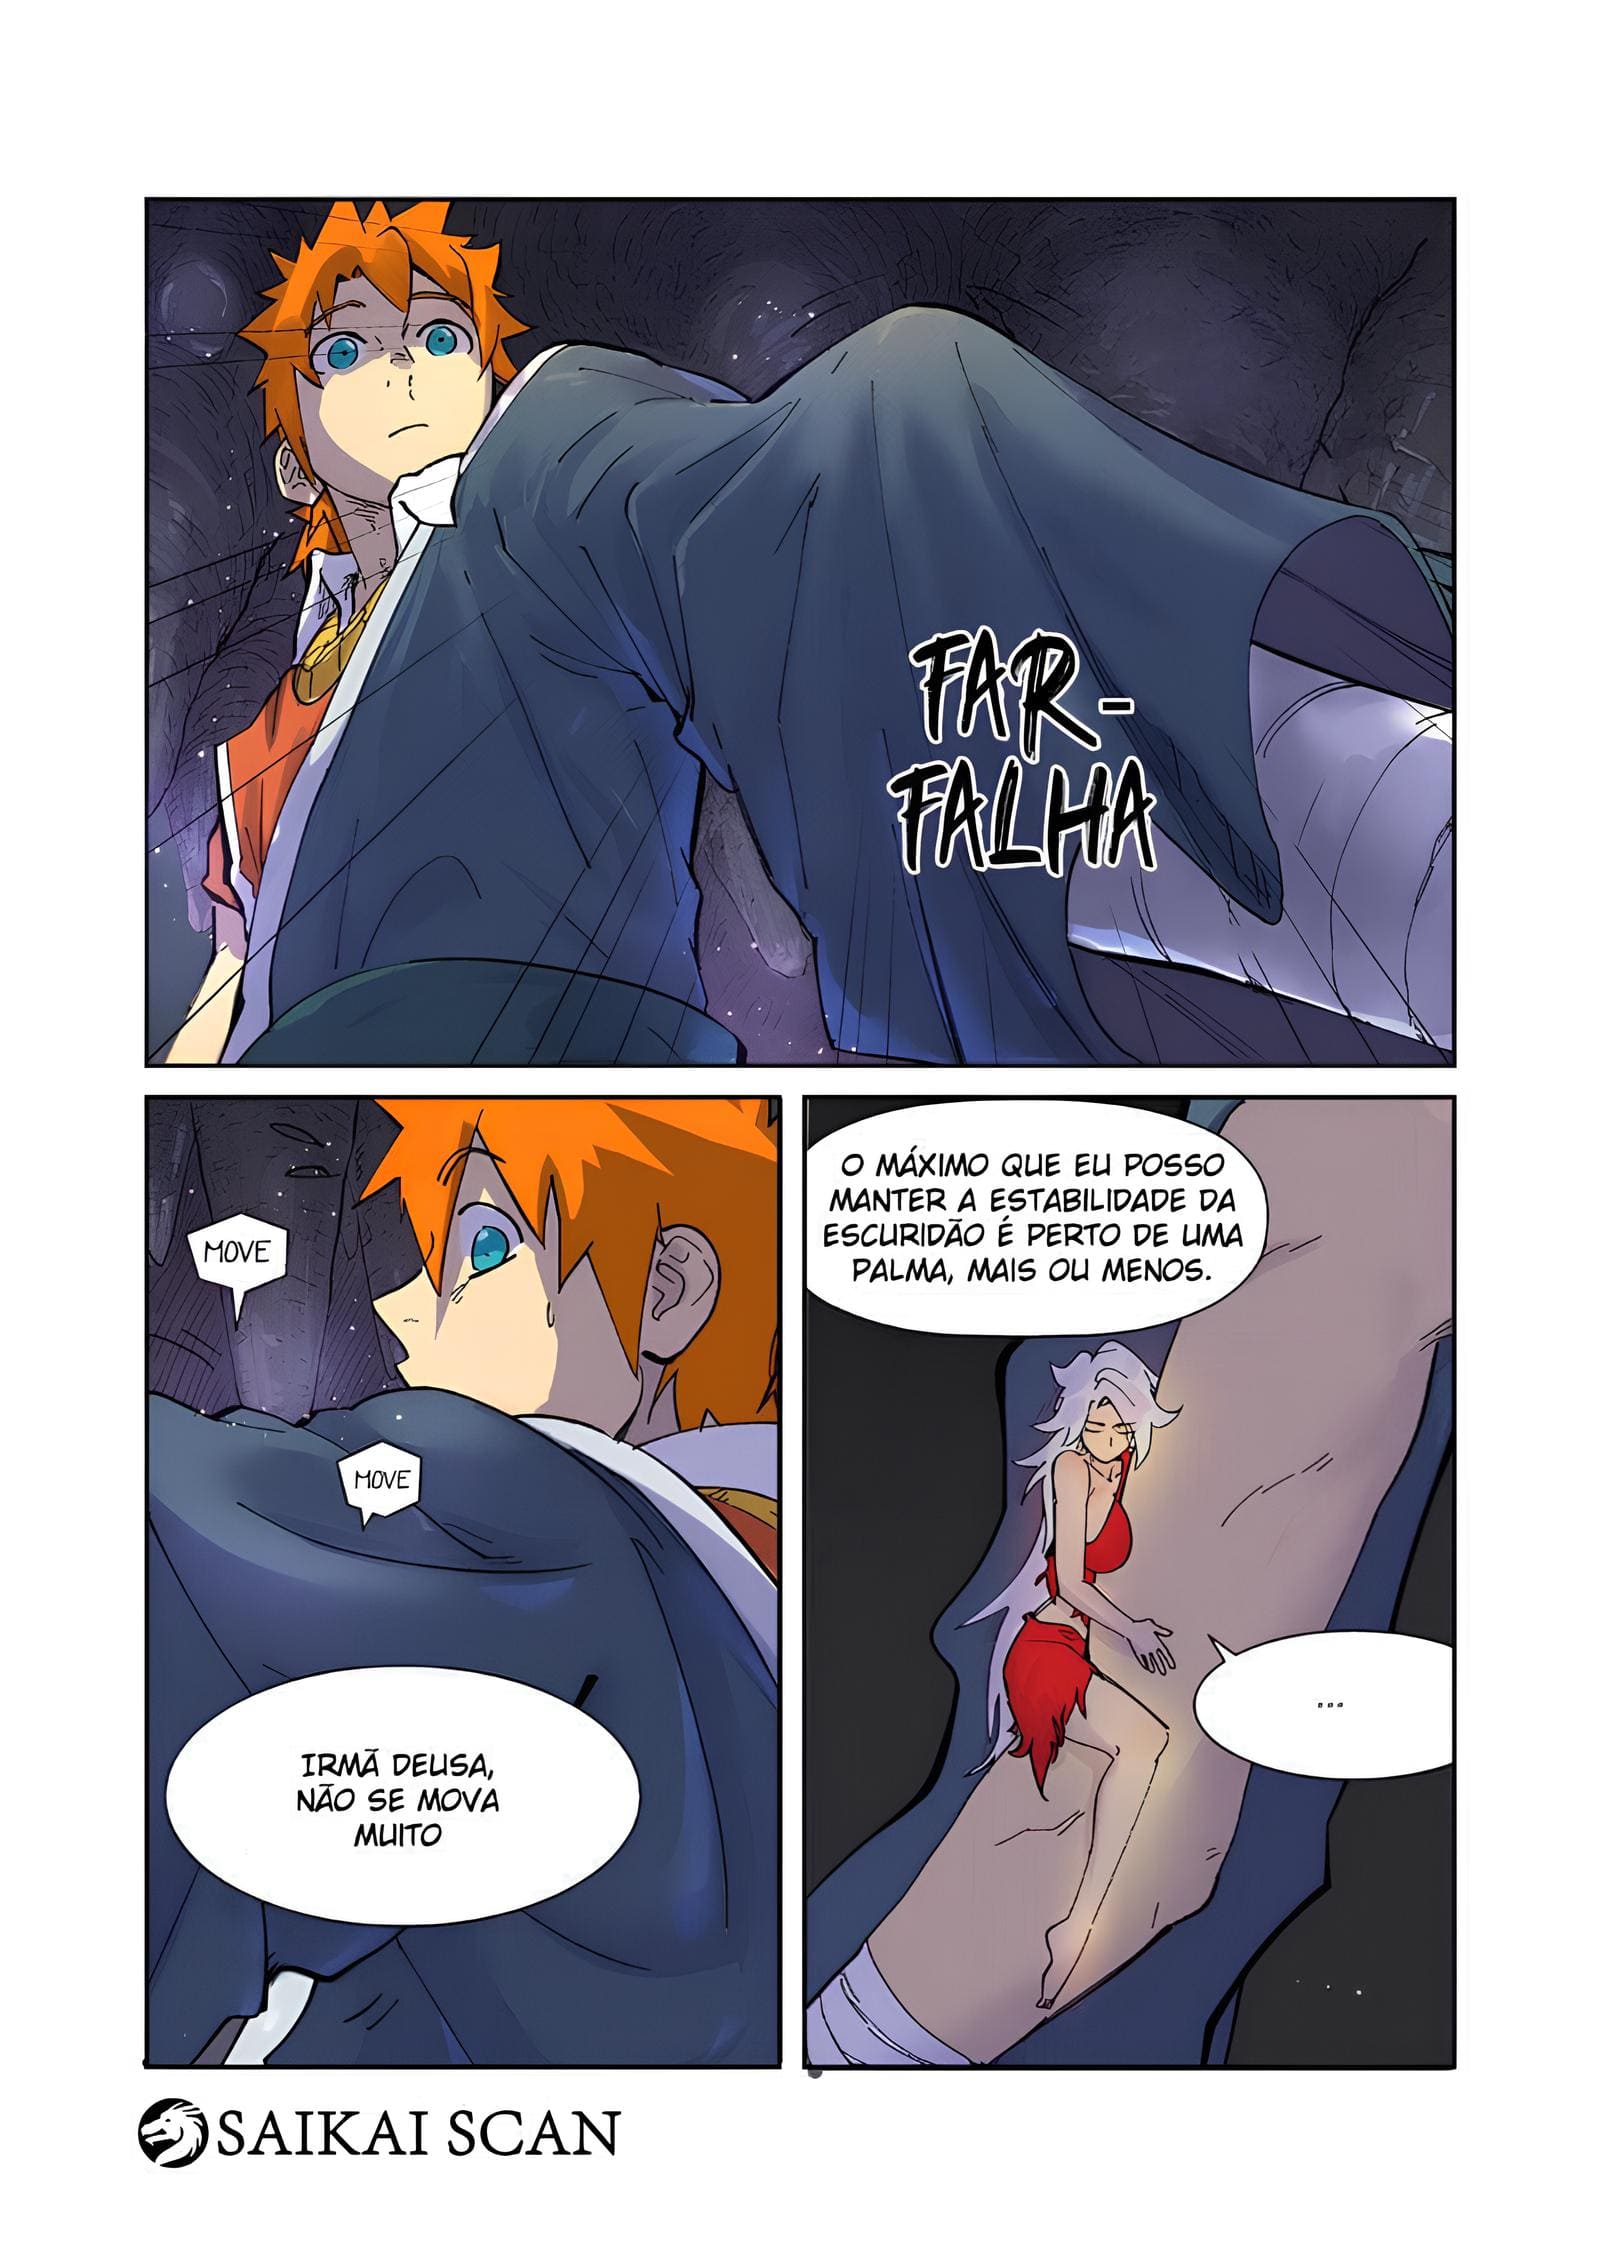 FAR-
FALHA
MOVE
MOVE
IRMÃ DEUSA,
NÃO SE MOVA
MUITO
O MÁXIMO QUE EU POSSO
MANTER A ESTABILIDADE DA
ESCURIDÃO É PERTO DE UMA
PALMA, MAIS OU MENOS.
...
SAIKAI SCAN